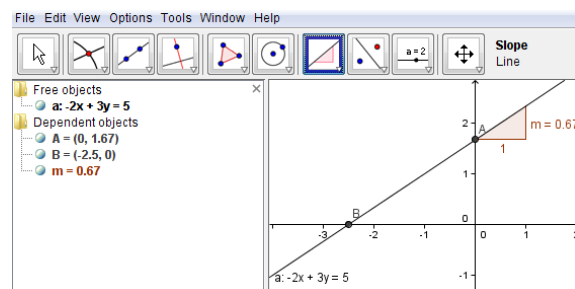 File Edit View Options Tools Window Help
a = 2
Slope
Line
Free objects
a: -2x + 3y = 5
Dependent objects
A = (0, 1.67)
B = (-2.5, 0)
m = 0.67
2
A
m = 0.67
1
1
B
0
-3
-2
-1
0
1
a: -2x + 3y = 5
-1